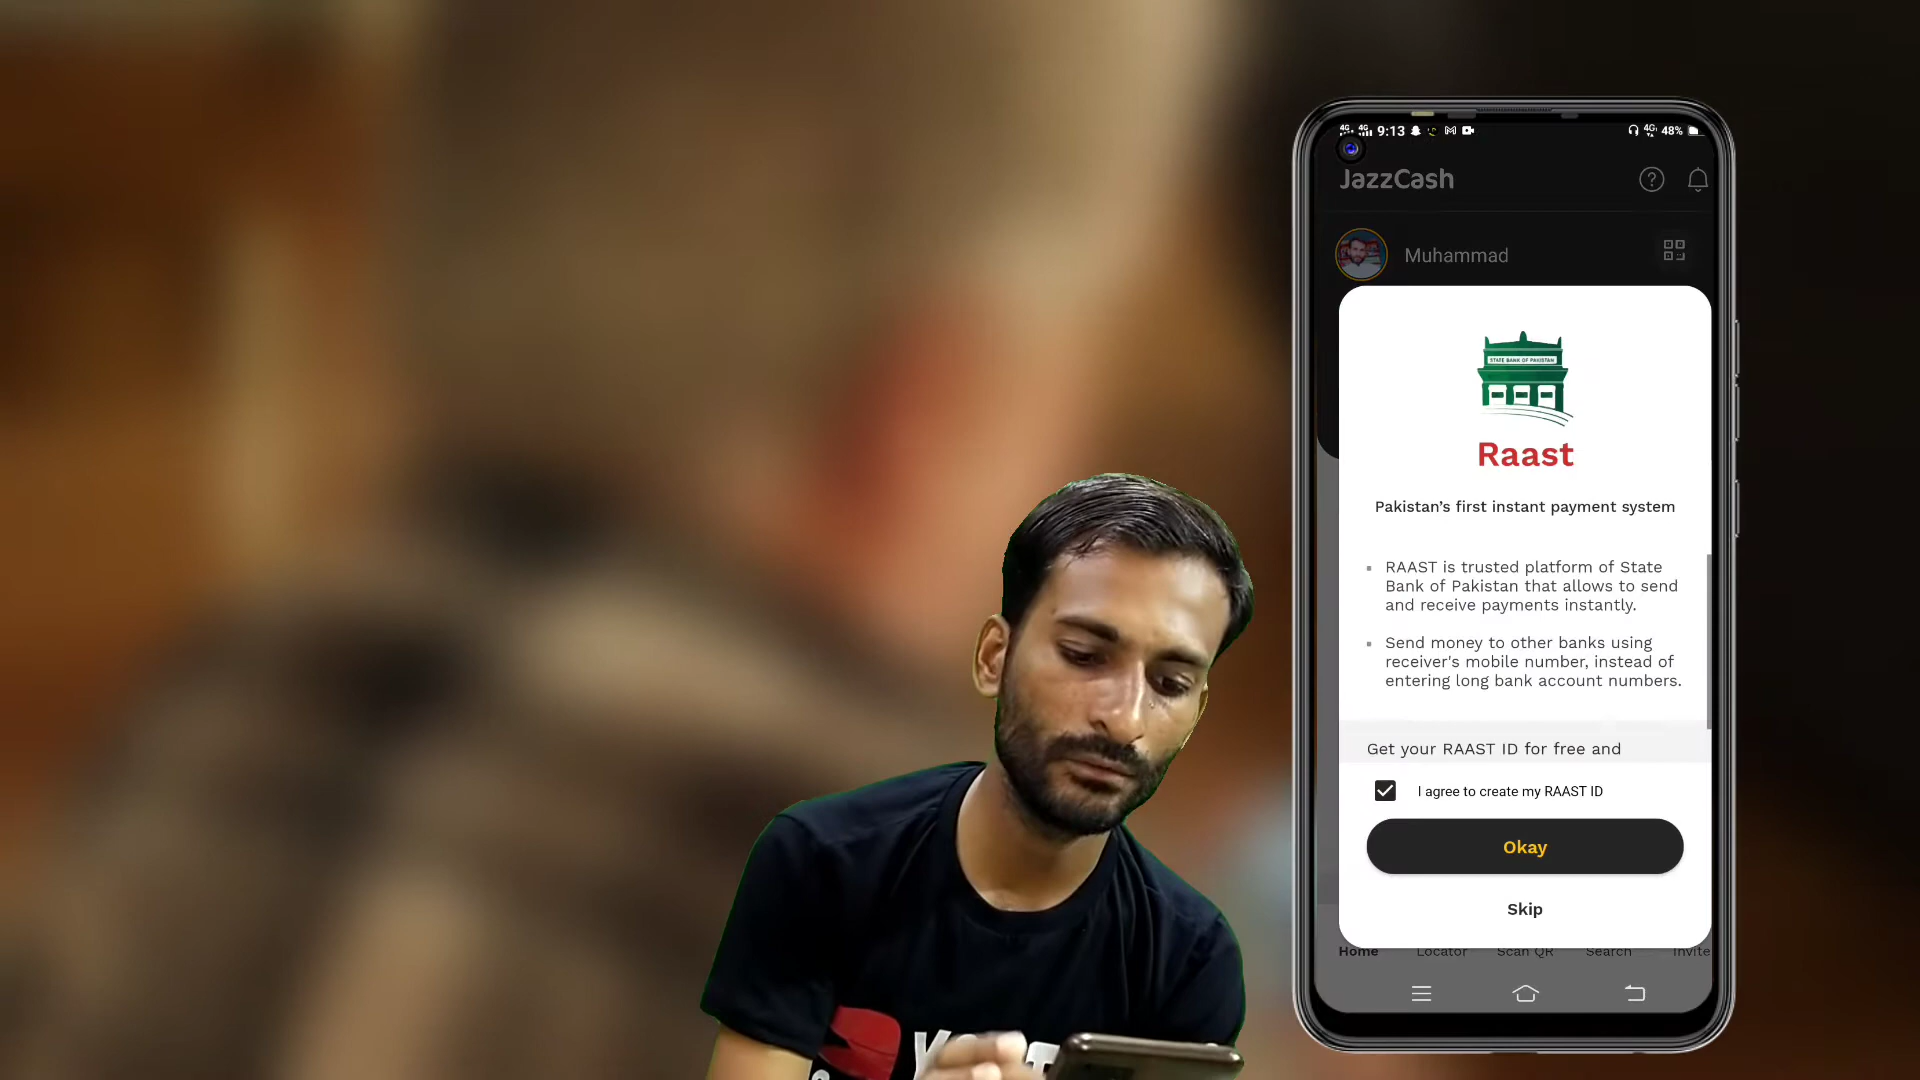 9:13
48%
JazzCash
Muhammad
STATE BANK OF PAKISTAN
Raast
Pakistan’s first instant payment system
▪ RAAST is trusted platform of State
Bank of Pakistan that allows to send
and receive payments instantly.
▪ Send money to other banks using
receiver's mobile number, instead of
entering long bank account numbers.
Get your RAAST ID for free and
I agree to create my RAAST ID
Okay
Skip
Home Locator Scan QR Search Invite